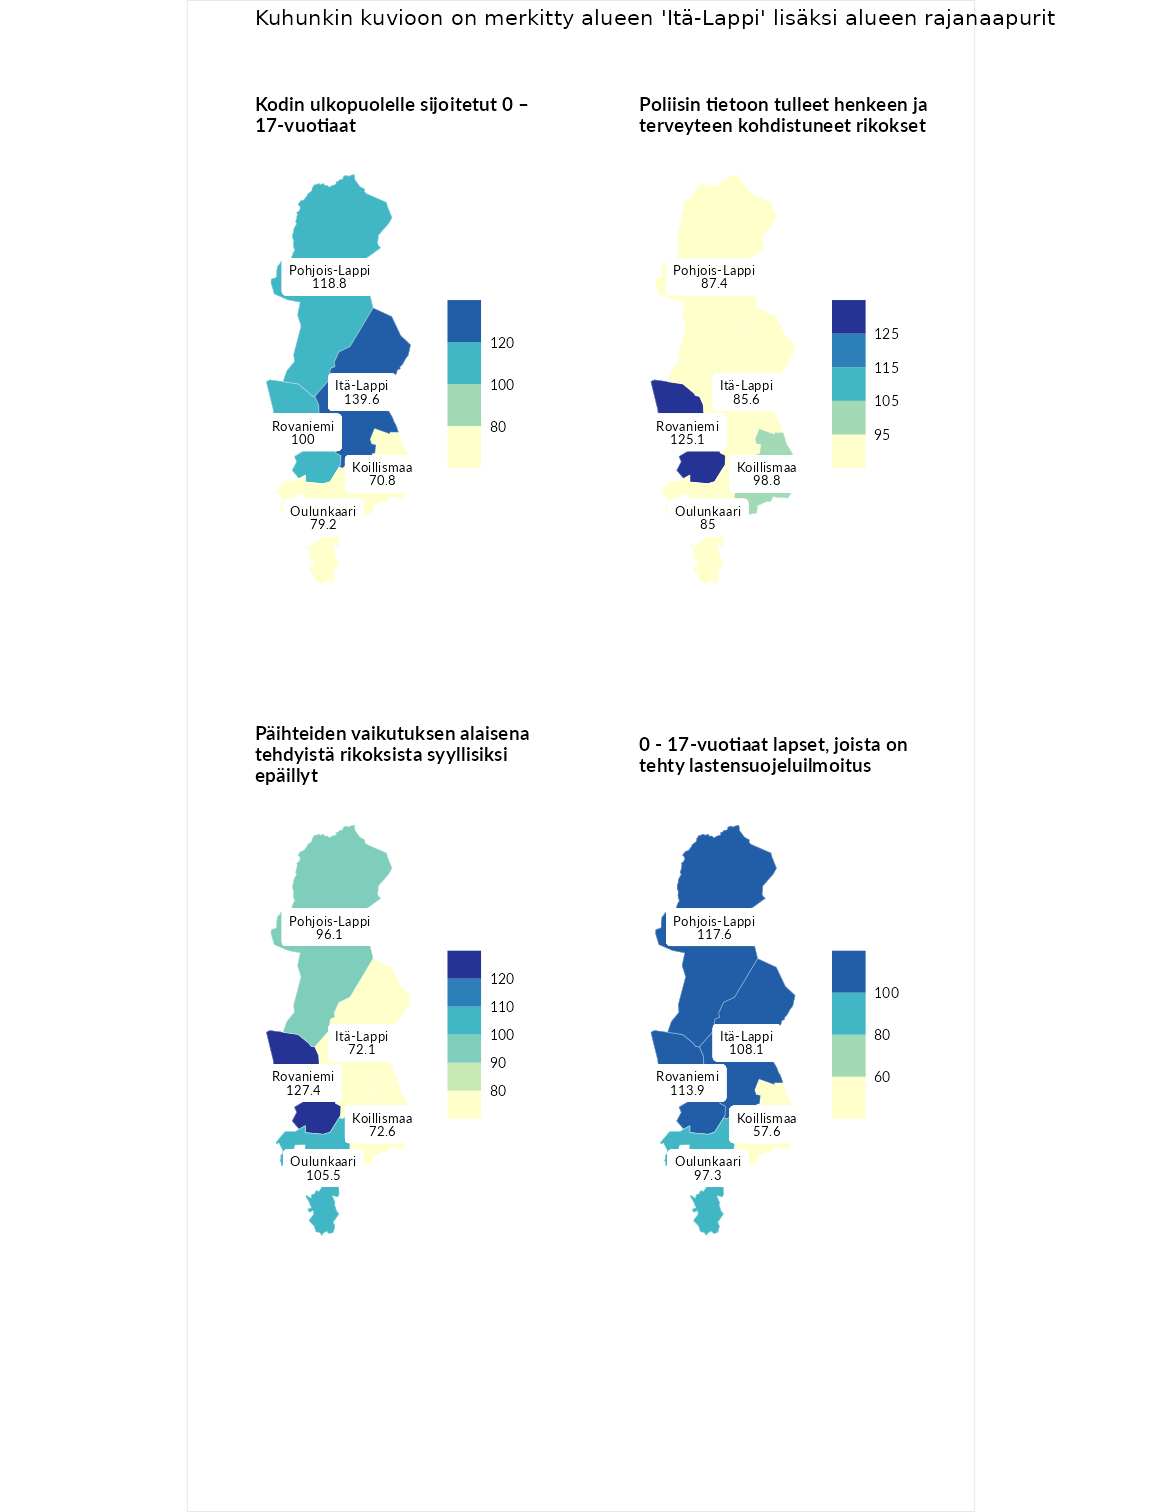 Kuhunkin kuvioon on merkitty alueen 'Itä-Lappi' lisäksi alueen rajanaapurit
Kodin ulkopuolelle sijoitetut 0 –
17-vuotiaat
Pohjois-Lappi
118.8
Itä-Lappi
139.6
Rovaniemi
100
Koillismaa
70.8
Oulunkaari
79.2
120
100
80
Poliisin tietoon tulleet henkeen ja
terveyteen kohdistuneet rikokset
Pohjois-Lappi
87.4
Itä-Lappi
85.6
Rovaniemi
125.1
Koillismaa
98.8
Oulunkaari
85
125
115
105
95
Päihteiden vaikutuksen alaisena
tehdyistä rikoksista syyllisiksi
epäillyt
Pohjois-Lappi
96.1
Itä-Lappi
72.1
Rovaniemi
127.4
Koillismaa
72.6
Oulunkaari
105.5
120
110
100
90
80
0 - 17-vuotiaat lapset, joista on
tehty lastensuojeluilmoitus
Pohjois-Lappi
117.6
Itä-Lappi
108.1
Rovaniemi
113.9
Koillismaa
57.6
Oulunkaari
97.3
100
80
60